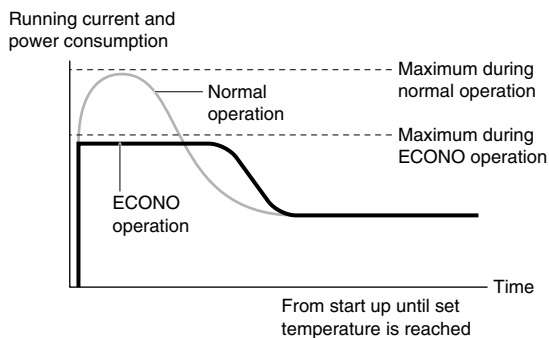 Running current and
power consumption
Maximum during
normal operation
Normal
operation
Maximum during
ECONO operation
ECONO
operation
Time
From start up until set
temperature is reached